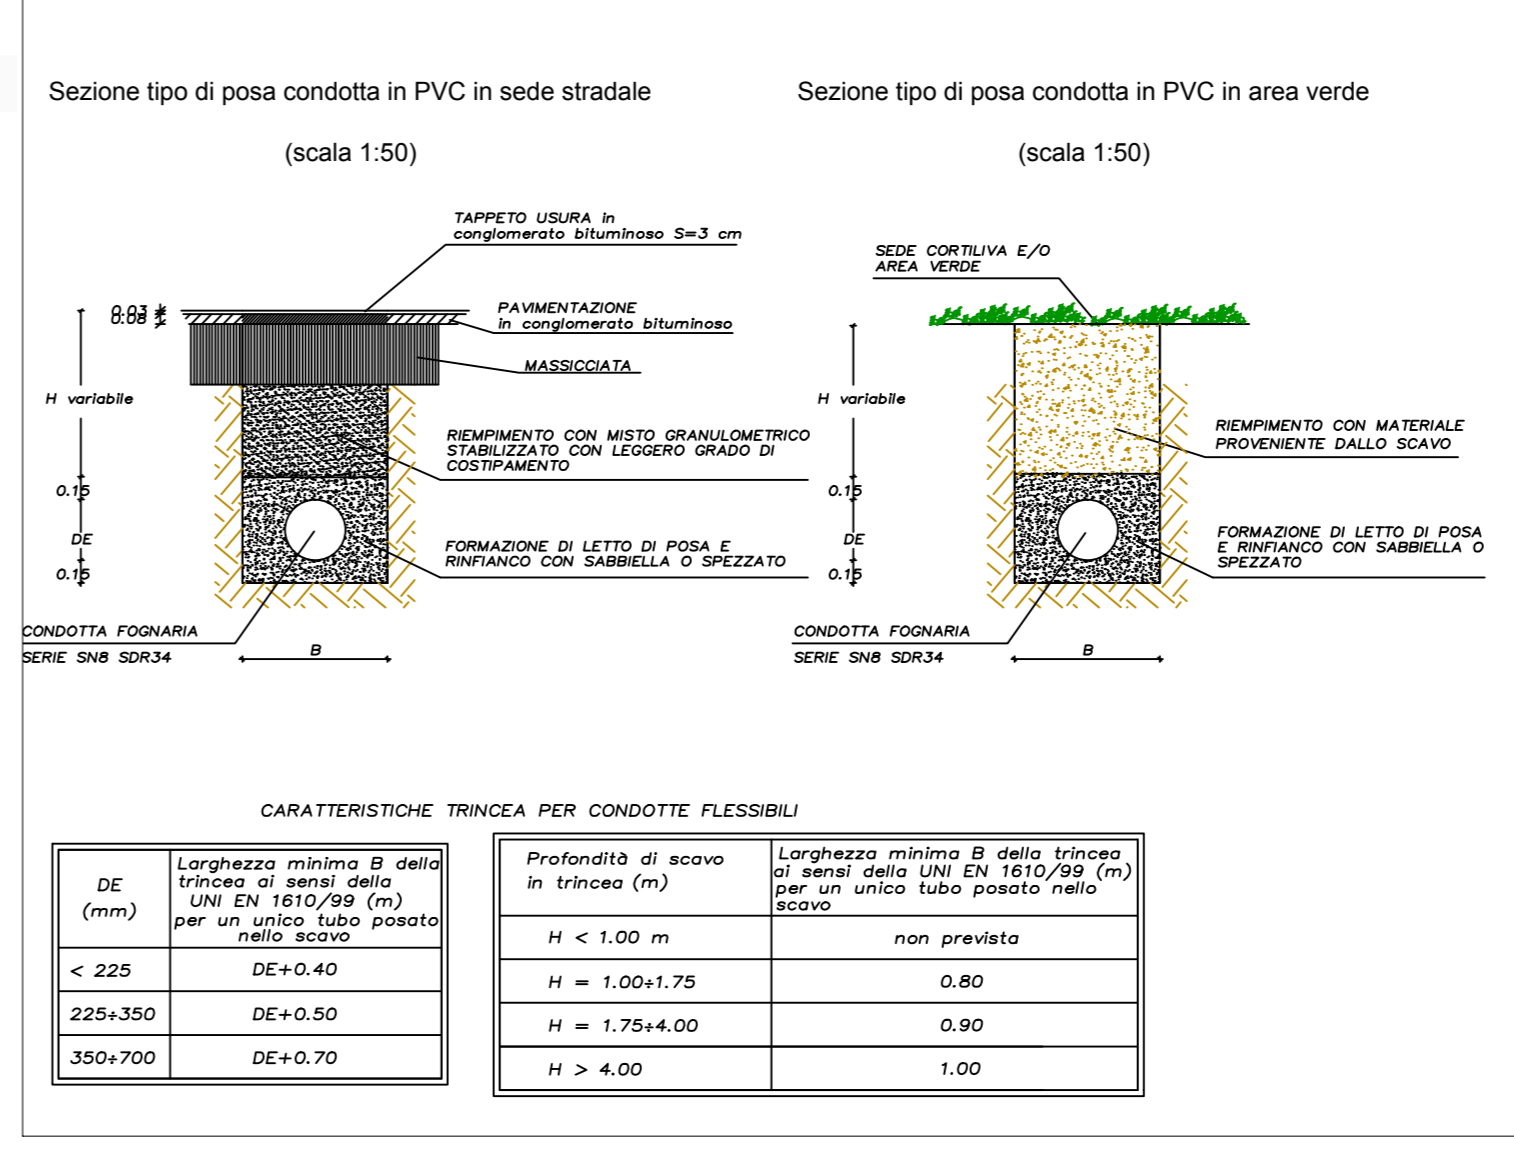 Sezione tipo di posa condotta in PVC in sede stradale
(scala 1:50)
TAPPETO USURA in
conglomerato bituminoso S=3 cm
0.03
0.08
PAVIMENTAZIONE
in conglomerato bituminoso
MASSICCIATA
H variabile
RIEMPIMENTO CON MISTO GRANULOMETRICO
STABILIZZATO CON LEGGERO GRADO DI
COSTIPAMENTO
0.15
DE
FORMAZIONE DI LETTO DI POSA E
RINFIANCO CON SABBIELLA O SPEZZATO
0.15
CONDOTTA FOGNARIA
SERIE SN8 SDR34
B
Sezione tipo di posa condotta in PVC in area verde
(scala 1:50)
SEDE CORTILIVA E/O
AREA VERDE
H variabile
RIEMPIMENTO CON MATERIALE
PROVENIENTE DALLO SCAVO
0.15
DE
FORMAZIONE DI LETTO DI POSA
E RINFIANCO CON SABBIELLA O
SPEZZATO
0.15
CONDOTTA FOGNARIA
SERIE SN8 SDR34
B
CARATTERISTICHE TRINCEA PER CONDOTTE FLESSIBILI
DE
(mm)
Larghezza minima B della
trincea ai sensi della
UNI EN 1610/99 (m)
per un unico tubo posato
nello scavo
< 225 DE+0.40
225÷350 DE+0.50
350÷700 DE+0.70
Profondità di scavo
in trincea (m)
Larghezza minima B della trincea
ai sensi della UNI EN 1610/99 (m)
per un unico tubo posato nello
scavo
H < 1.00 m non prevista
H = 1.00÷1.75 0.80
H = 1.75÷4.00 0.90
H > 4.00 1.00